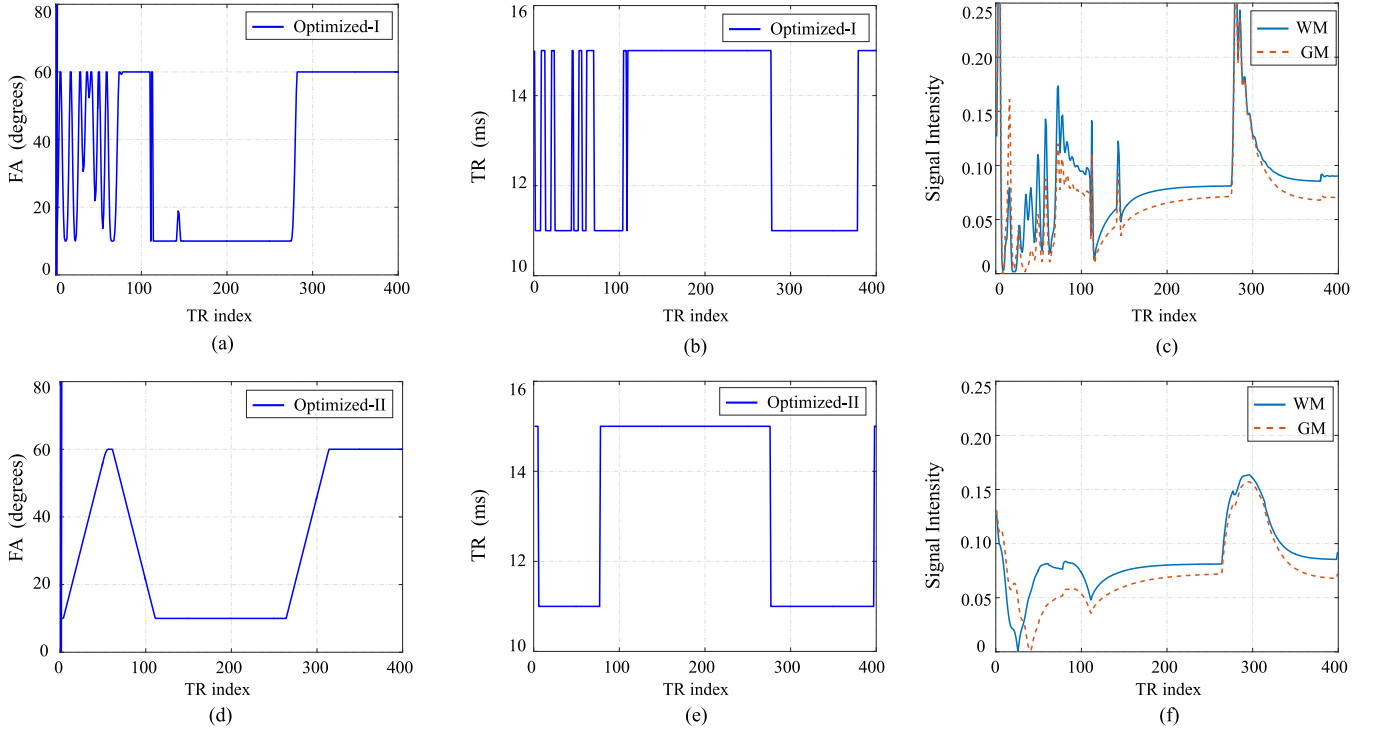 80
60
40
20
0
FA (degrees)
Optimized-I
0 100 200 300 400
TR index
(a)
16
14
12
10
TR (ms)
Optimized-I
0 100 200 300 400
TR index
(b)
0.25
0.20
0.15
0.10
0.05
0
Signal Intensity
WM
GM
0 100 200 300 400
TR index
(c)
80
60
40
20
0
FA (degrees)
Optimized-II
0 100 200 300 400
TR index
(d)
16
14
12
10
TR (ms)
Optimized-II
0 100 200 300 400
TR index
(e)
0.25
0.20
0.15
0.10
0.05
0
Signal Intensity
WM
GM
0 100 200 300 400
TR index
(f)